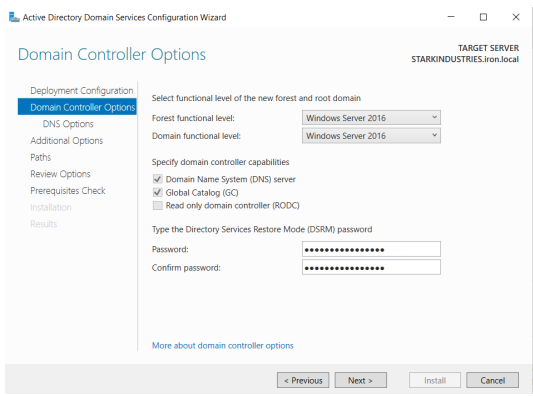 Active Directory Domain Services Configuration Wizard
Domain Controller Options
TARGET SERVER
STARKINDUSTRIES.iron.local
Deployment Configuration
Domain Controller Options
DNS Options
Additional Options
Paths
Review Options
Prerequisites Check
Installation
Results
Select functional level of the new forest and root domain
Forest functional level: Windows Server 2016
Domain functional level: Windows Server 2016
Specify domain controller capabilities
Domain Name System (DNS) server
Global Catalog (GC)
Read only domain controller (RODC)
Type the Directory Services Restore Mode (DSRM) password
Password: ●●●●●●●●●●●●●●●●
Confirm password: ●●●●●●●●●●●●●●●●
More about domain controller options
< Previous Next > Install Cancel